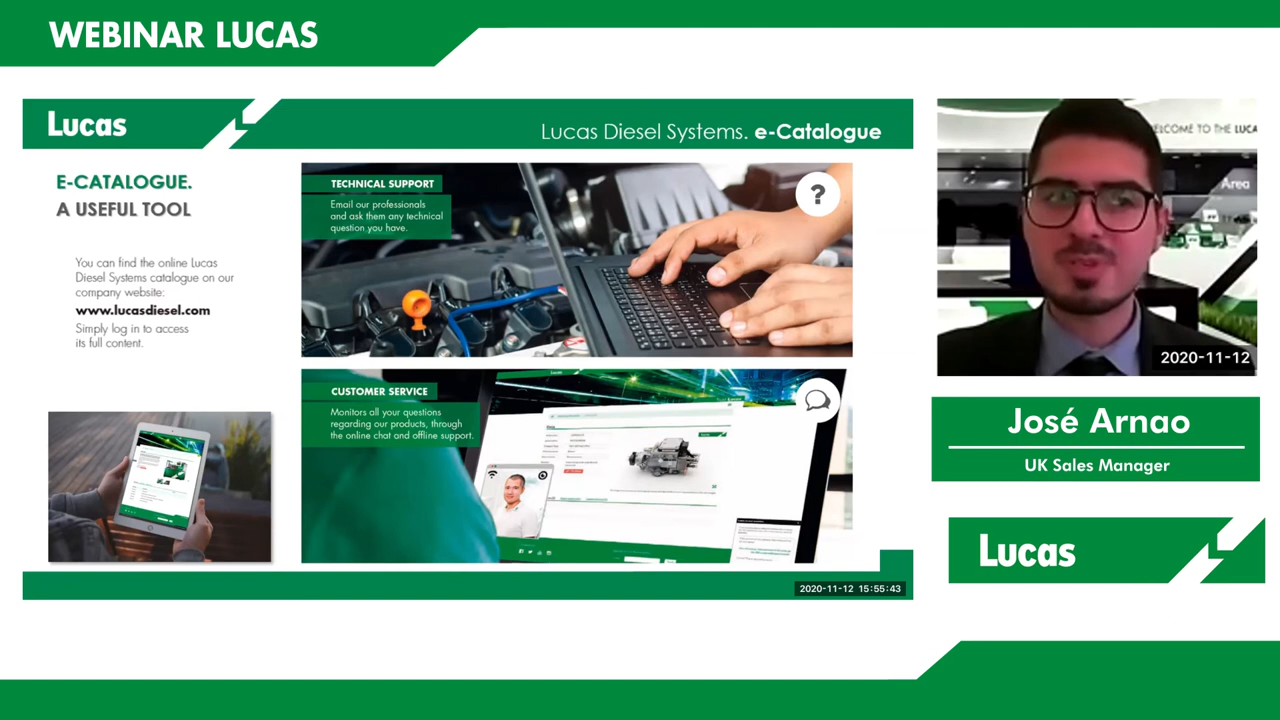 WEBINAR LUCAS
Lucas
Lucas Diesel Systems. e-Catalogue
E-CATALOGUE.
A USEFUL TOOL
You can find the online Lucas
Diesel Systems catalogue on our
company website:
www.lucasdiesel.com
Simply log in to access
its full content.
TECHNICAL SUPPORT
Email our professionals
and ask them any technical
question you have.
?
CUSTOMER SERVICE
Monitors all your questions
regarding our products, through
the online chat and offline support.
2020-11-12 15:55:43
ELCOME TO THE LUCA
Area
2020-11-12
José Arnao
UK Sales Manager
Lucas